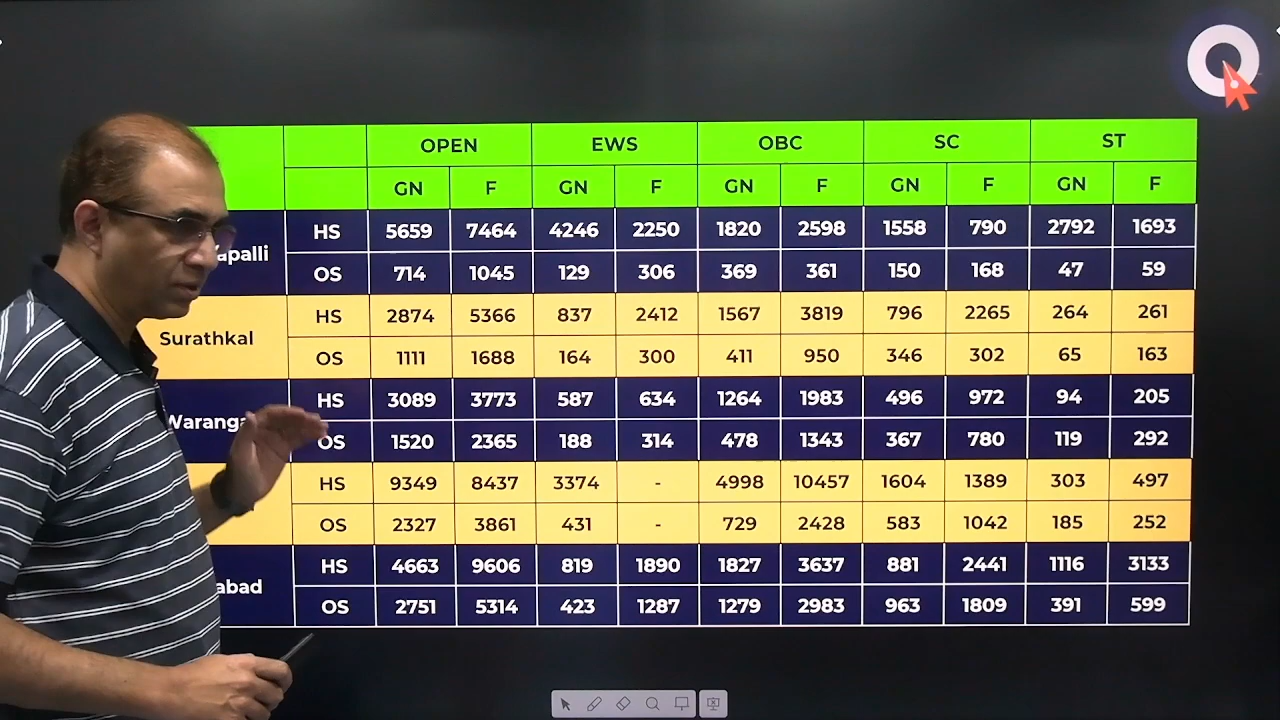 OPEN EWS OBC SC ST
GN F GN F GN F GN F GN F
HS 5659 7464 4246 2250 1820 2598 1558 790 2792 1693
apalli
OS 714 1045 129 306 369 361 150 168 47 59
HS 2874 5366 837 2412 1567 3819 796 2265 264 261
Surathkal
OS 1111 1688 164 300 411 950 346 302 65 163
HS 3089 3773 587 634 1264 1983 496 972 94 205
Waranga
OS 1520 2365 188 314 478 1343 367 780 119 292
HS 9349 8437 3374 - 4998 10457 1604 1389 303 497
OS 2327 3861 431 - 729 2428 583 1042 185 252
HS 4663 9606 819 1890 1827 3637 881 2441 1116 3133
abad
OS 2751 5314 423 1287 1279 2983 963 1809 391 599